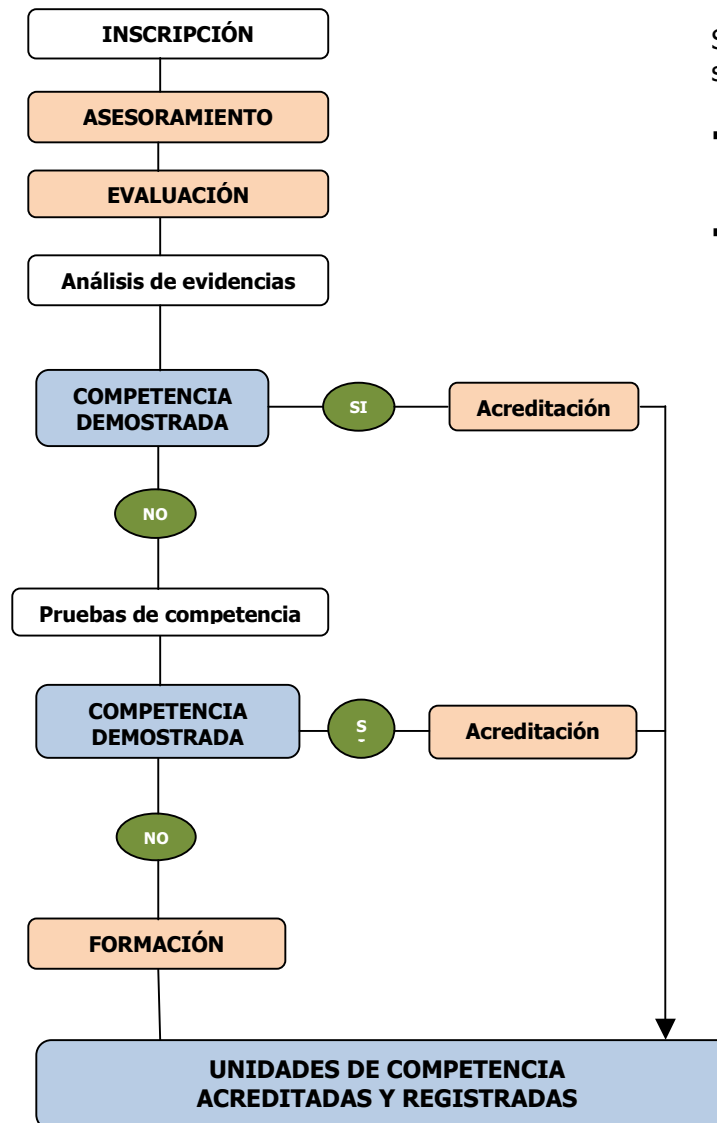 INSCRIPCIÓN
ASESORAMIENTO
EVALUACIÓN
Análisis de evidencias
COMPETENCIA
DEMOSTRADA
SI
Acreditación
NO
Pruebas de competencia
COMPETENCIA
DEMOSTRADA
S
Acreditación
NO
FORMACIÓN
UNIDADES DE COMPETENCIA
ACREDITADAS Y REGISTRADAS